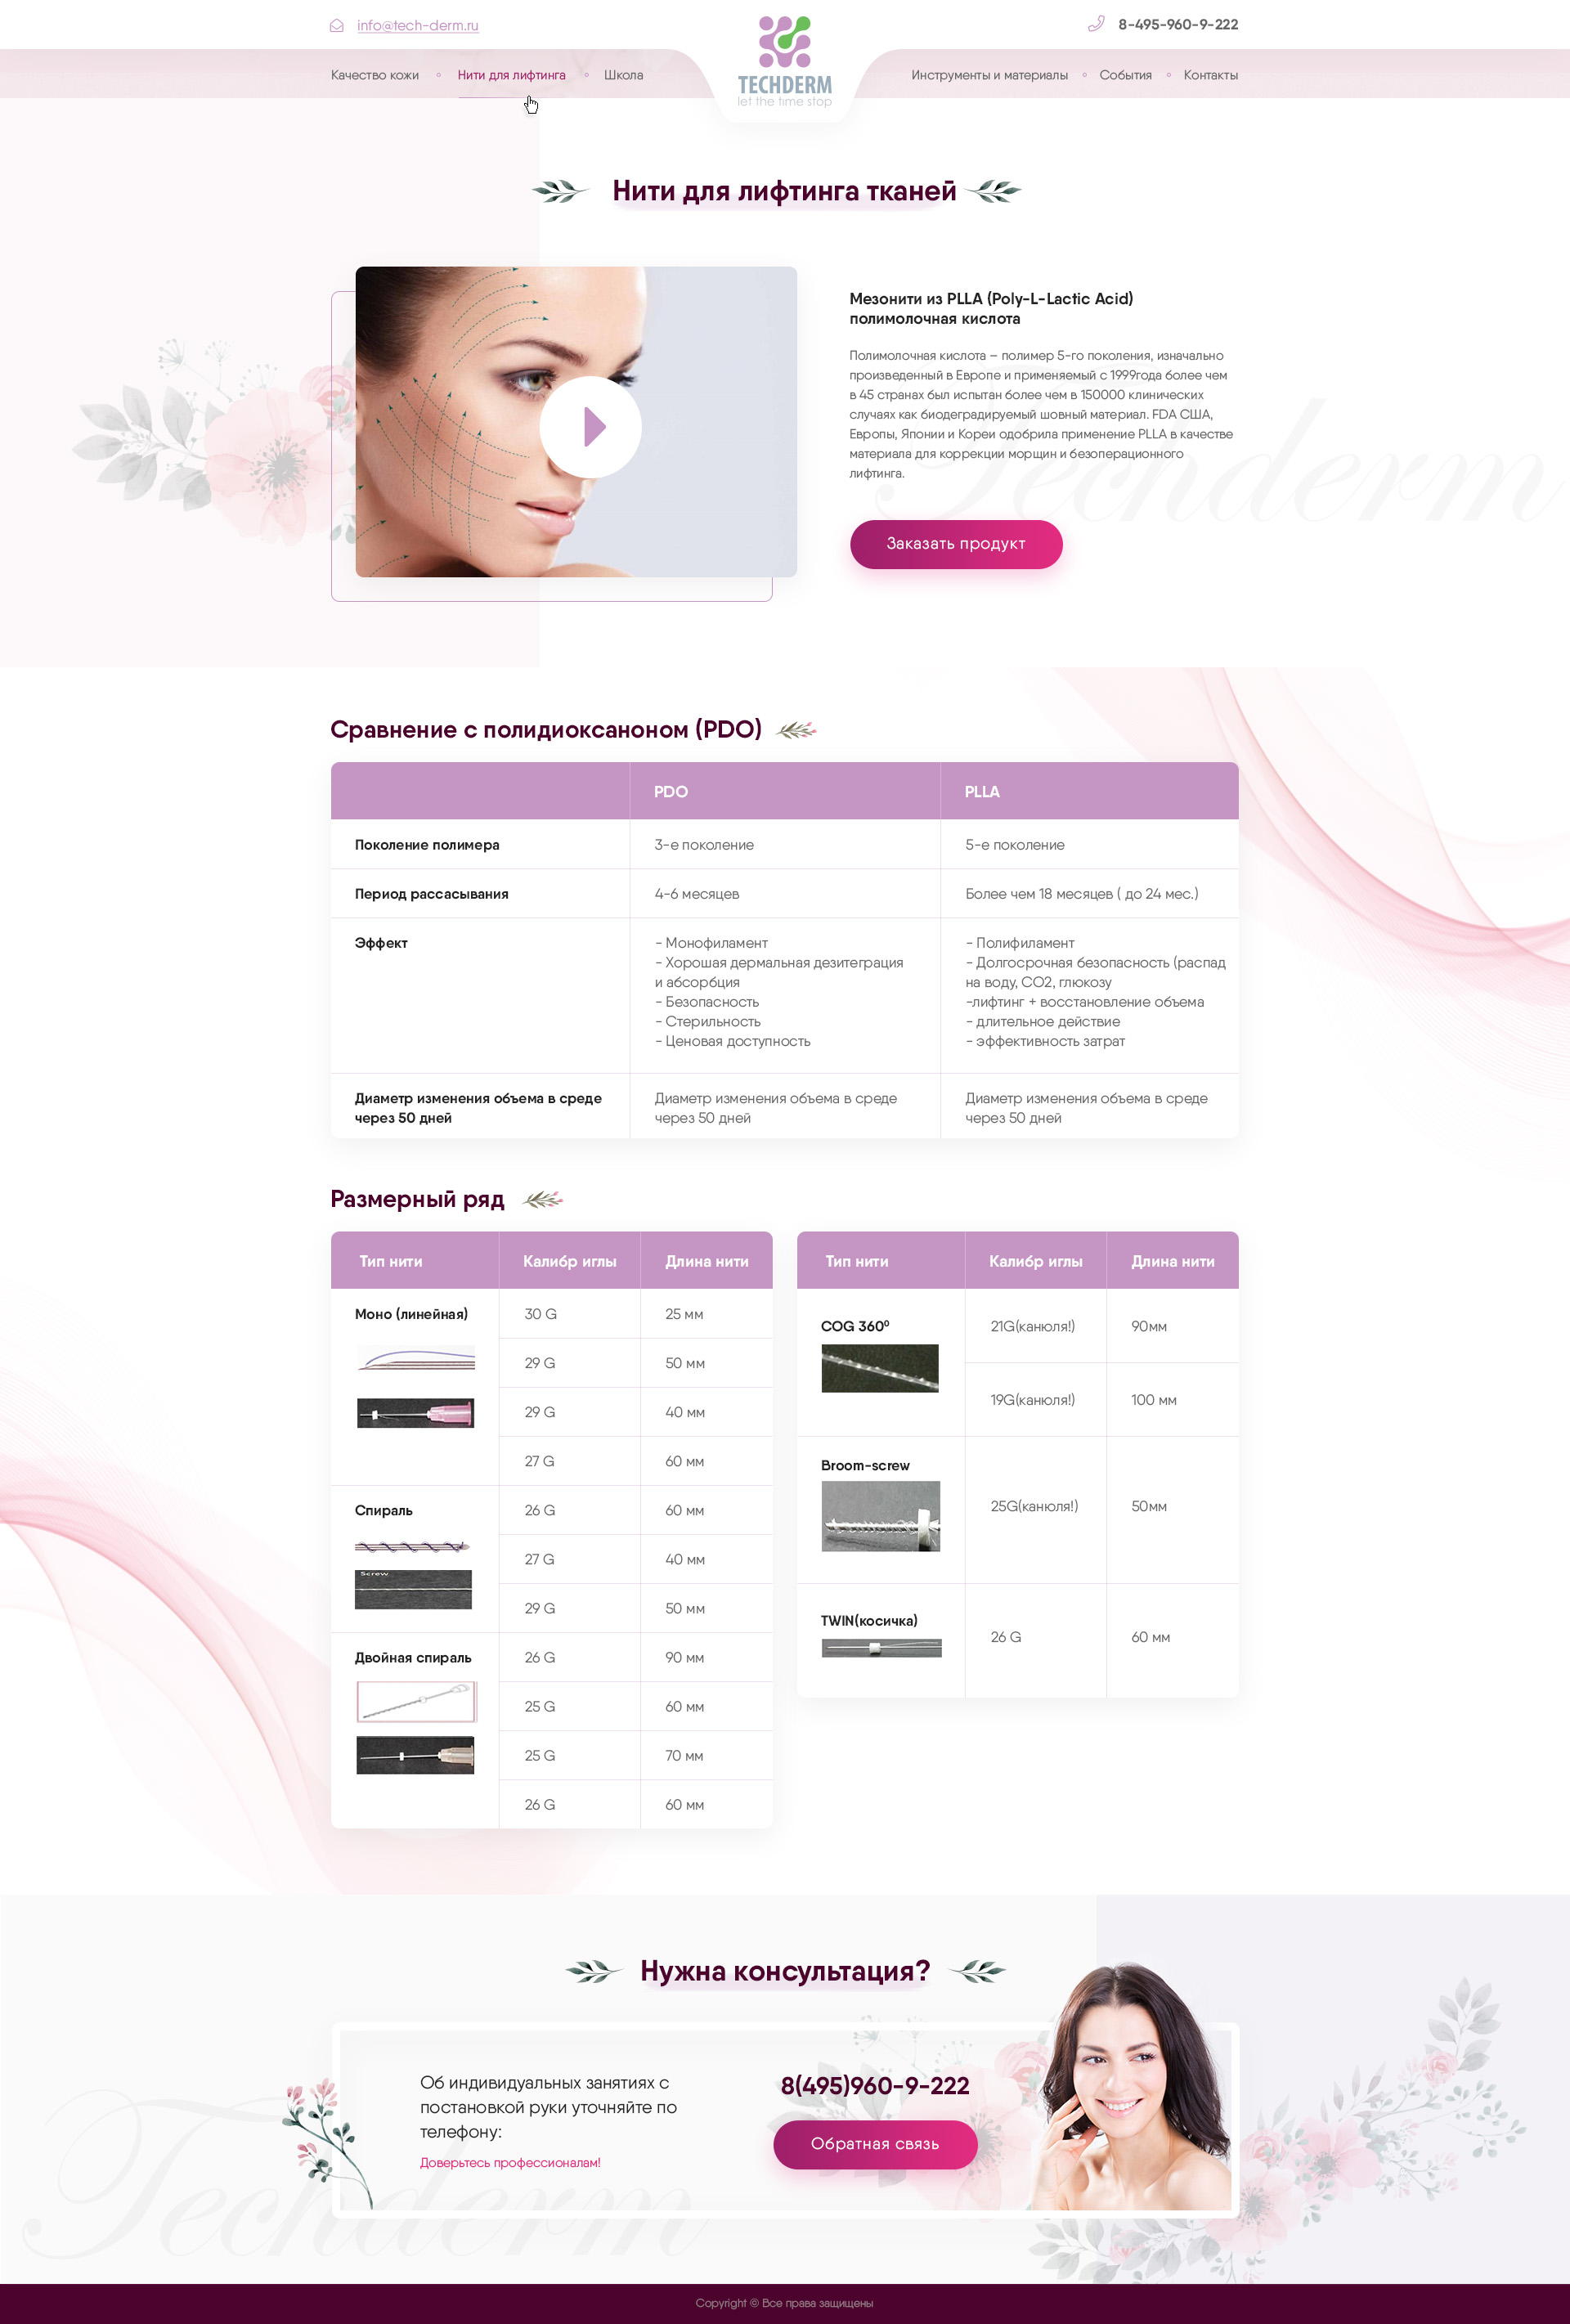 info@tech-derm.ru
8-495-960-9-222
Качество кожи
Нити для лифтинга
Школа
TECHDERM
let the time stop
Инструменты и материалы
События
Контакты
Нити для лифтинга тканей
Мезонити из PLLA (Poly-L-Lactic Acid)
полимолочная кислота
Полимолочная кислота – полимер 5-го поколения, изначально
произведенный в Европе и применяемый с 1999года более чем
в 45 странах был испытан более чем в 150000 клинических
случаях как биодеградируемый шовный материал. FDA США,
Европы, Японии и Кореи одобрила применение PLLA в качестве
материала для коррекции морщин и безоперационного
лифтинга.
Techderm
Заказать продукт
Сравнение с полидиоксаноном (PDO)
PDO
PLLA
Поколение полимера
3-е поколение
5-е поколение
Период рассасывания
4-6 месяцев
Более чем 18 месяцев ( до 24 мес.)
Эффект
- Монофиламент
- Хорошая дермальная дезитеграция
и абсорбция
- Безопасность
- Стерильность
- Ценовая доступность
- Полифиламент
- Долгосрочная безопасность (распад
на воду, СО2, глюкозу
-лифтинг + восстановление объема
- длительное действие
- эффективность затрат
Диаметр изменения объема в среде
через 50 дней
Диаметр изменения объема в среде
через 50 дней
Диаметр изменения объема в среде
через 50 дней
Размерный ряд
Тип нити
Калибр иглы
Длина нити
Моно (линейная)
30 G
25 мм
29 G
50 мм
29 G
40 мм
27 G
60 мм
Спираль
Screw
26 G
60 мм
27 G
40 мм
29 G
50 мм
Двойная спираль
26 G
90 мм
25 G
60 мм
25 G
70 мм
26 G
60 мм
Тип нити
Калибр иглы
Длина нити
COG 360⁰
21G(канюля!)
90мм
19G(канюля!)
100 мм
Broom-screw
25G(канюля!)
50мм
TWIN(косичка)
26 G
60 мм
Нужна консультация?
Об индивидуальных занятиях с
постановкой руки уточняйте по
телефону:
Доверьтесь профессионалам!
8(495)960-9-222
Обратная связь
Techderm
Copyright © Все права защищены